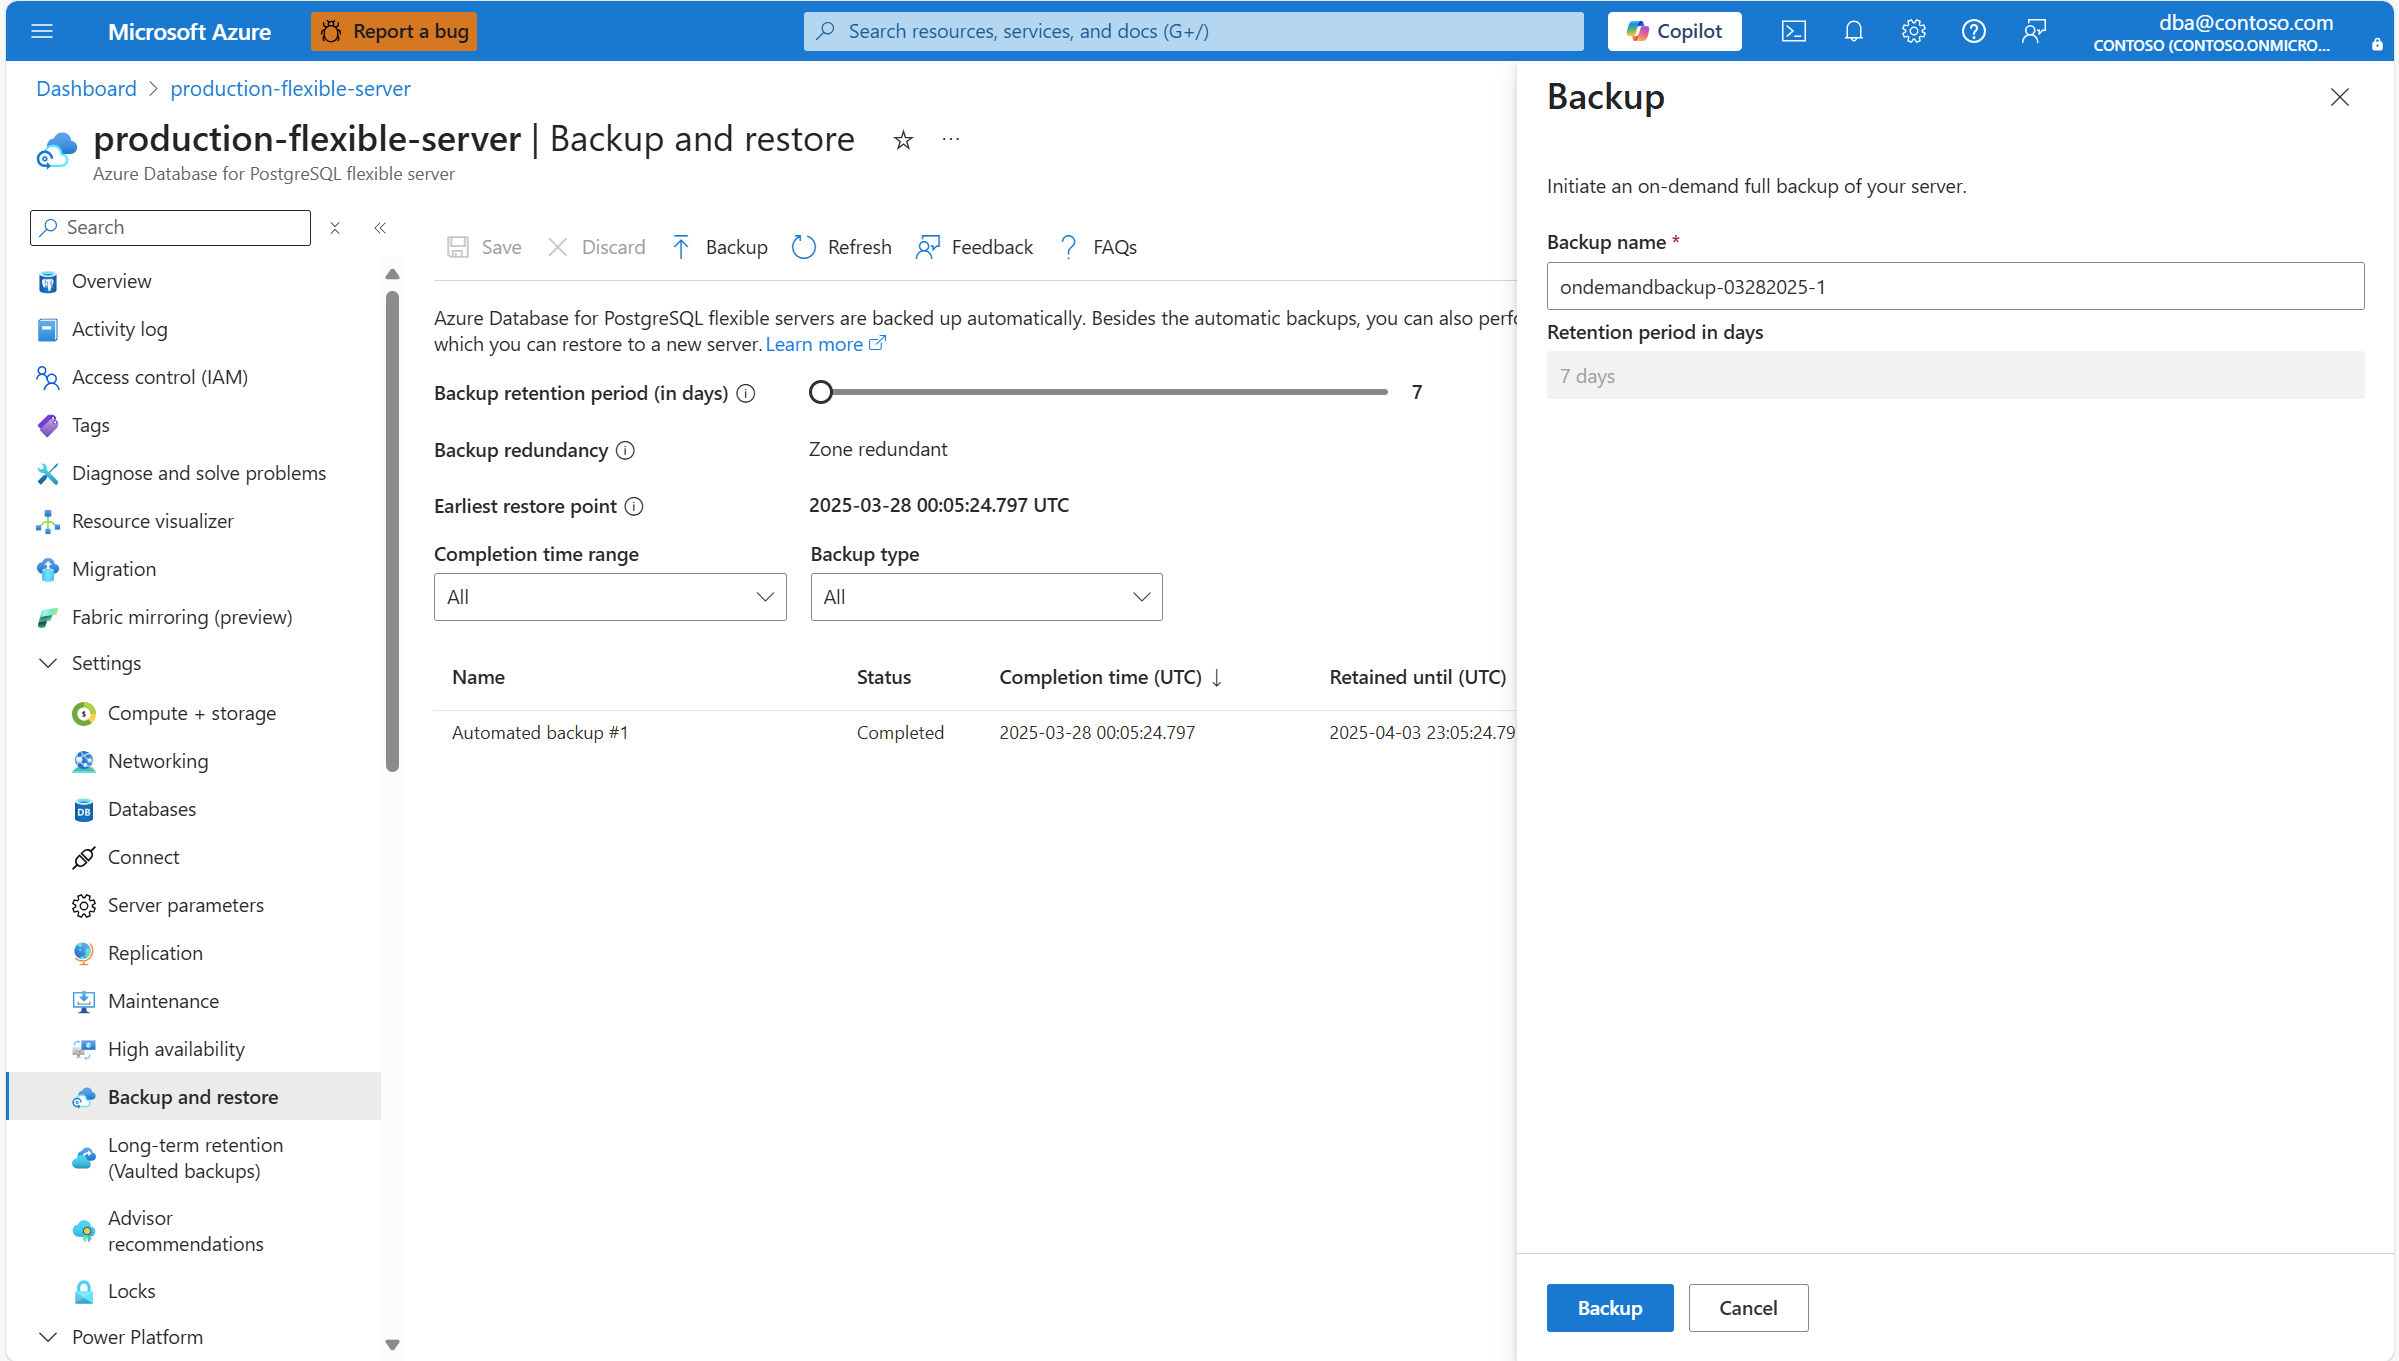 Microsoft Azure
Report a bug
Search resources, services, and docs (G+/)
Copilot
dba@contoso.com
CONTOSO (CONTOSO.ONMICRO...
Dashboard > production-flexible-server
production-flexible-server | Backup and restore
Azure Database for PostgreSQL flexible server
Search
Overview
Activity log
Access control (IAM)
Tags
Diagnose and solve problems
Resource visualizer
Migration
Fabric mirroring (preview)
Settings
Compute + storage
Networking
Databases
Connect
Server parameters
Replication
Maintenance
High availability
Backup and restore
Long-term retention
(Vaulted backups)
Advisor
recommendations
Locks
Power Platform
Save
Discard
Backup
Refresh
Feedback
FAQs
Azure Database for PostgreSQL flexible servers are backed up automatically. Besides the automatic backups, you can also
which you can restore to a new server. Learn more
Backup retention period (in days)
7
Backup redundancy
Zone redundant
Earliest restore point
2025-03-28 00:05:24.797 UTC
Completion time range
Backup type
All
All
Name Status Completion time (UTC) ↓ Retained until (UTC)
Automated backup #1 Completed 2025-03-28 00:05:24.797 2025-04-03 23:05:24.79
Backup
Initiate an on-demand full backup of your server.
Backup name *
ondemandbackup-03282025-1
Retention period in days
7 days
Backup
Cancel